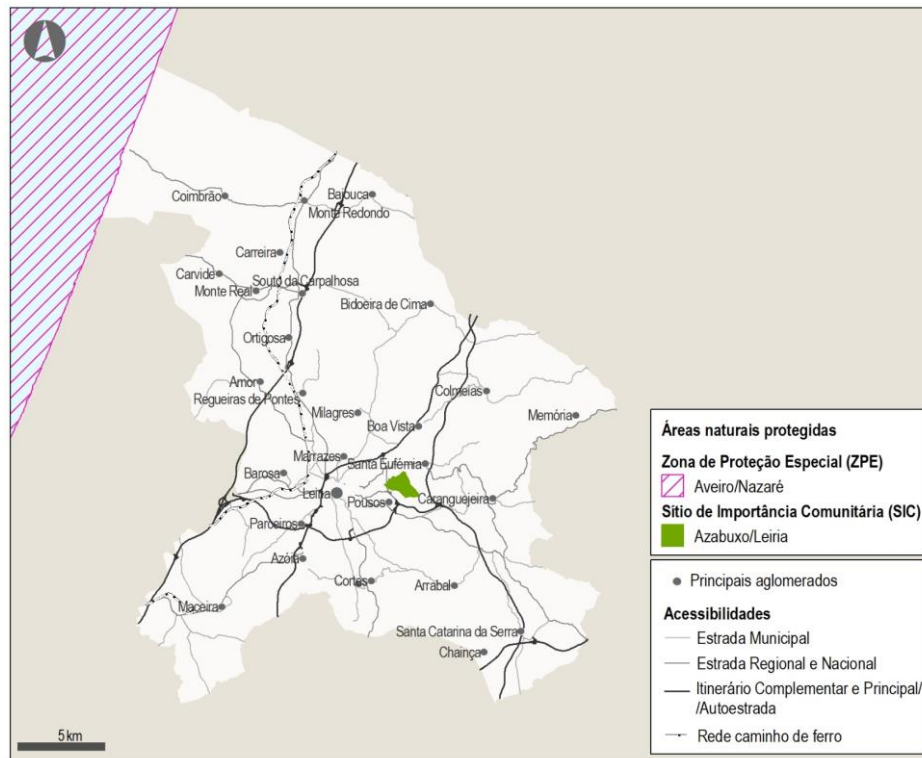 Coimbrão
Bajouca
Monte Redondo
Carreira
Carvide
Souto da Carpalhosa
Monte Real
Bidoeira de Cima
Ortigosa
Amor
Regueiras de Pontes
Colmeias
Milagres
Memória
Boa Vista
Marrazes
Santa Eufémia
Barosa
Leiria
Pousos
Caranguejeira
Parceiros
Azóia
Cortes
Arrabal
Maceira
Santa Catarina da Serra
Chainça
5 km
Áreas naturais protegidas
Zona de Proteção Especial (ZPE)
Aveiro/Nazaré
Sítio de Importância Comunitária (SIC)
Azabuxo/Leiria
Principais aglomerados
Acessibilidades
Estrada Municipal
Estrada Regional e Nacional
Itinerário Complementar e Principal/
/Autoestrada
Rede caminho de ferro